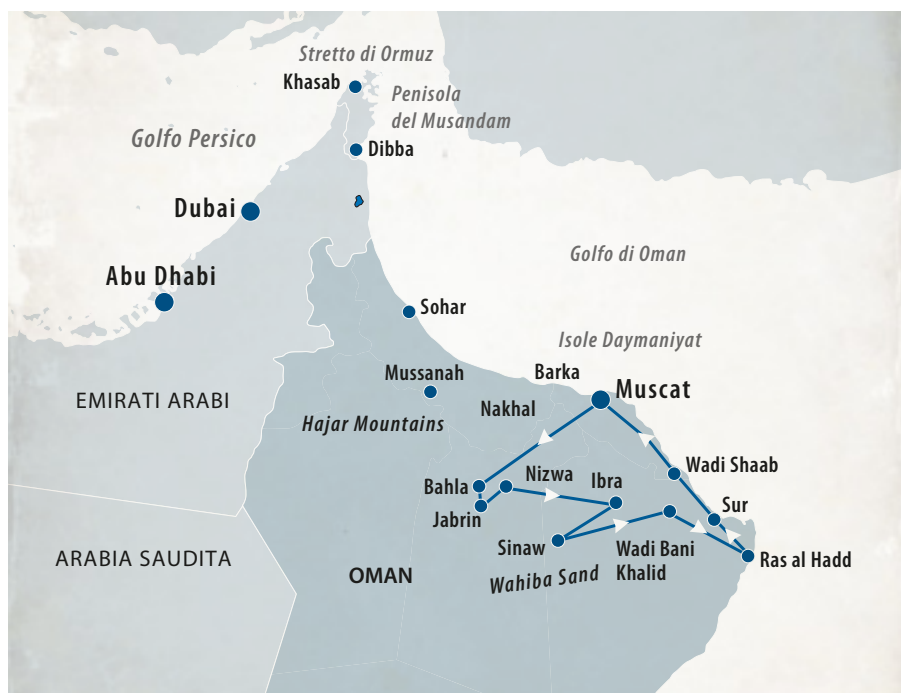 Stretto di Ormuz
Khasab
Penisola
del Musandam
Golfo Persico
Dibba
Dubai
Golfo di Oman
Abu Dhabi
Sohar
Isole Daymaniyat
Mussanah
Barka
Muscat
EMIRATI ARABI
Nakhal
Hajar Mountains
Wadi Shaab
Bahla
Nizwa
Ibra
Jabrin
Sur
Sinaw
Wadi Bani
Khalid
ARABIA SAUDITA
Ras al Hadd
OMAN
Wahiba Sand